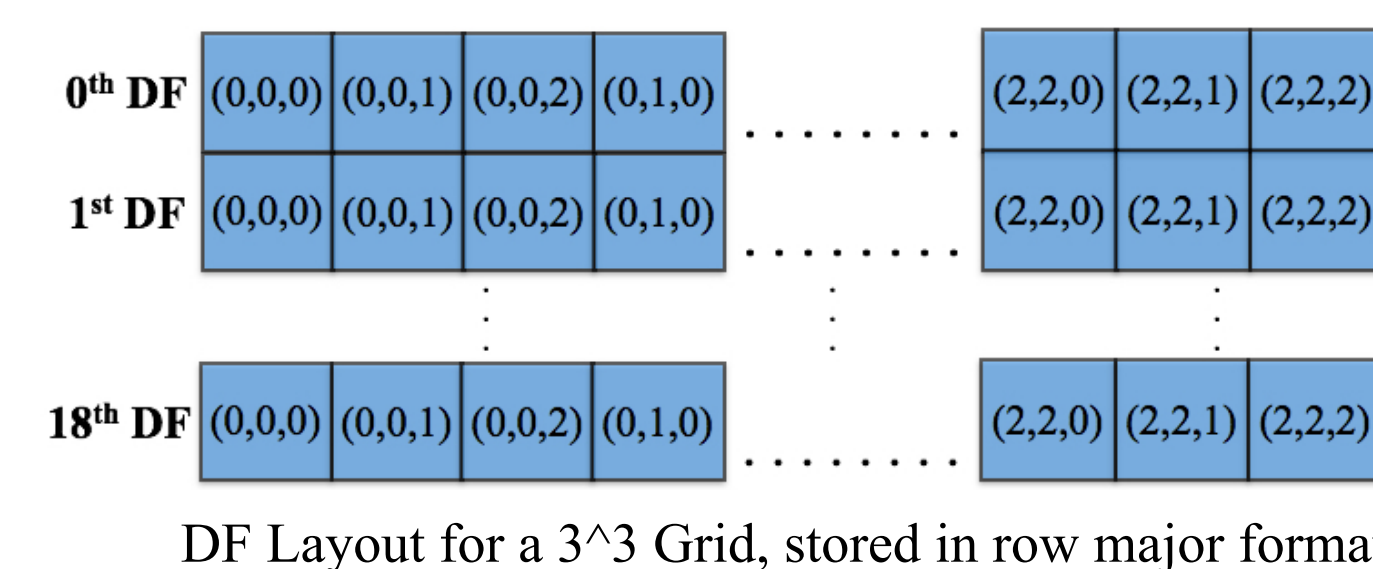 0th DF (0,0,0) (0,0,1) (0,0,2) (0,1,0) ........ (2,2,0) (2,2,1) (2,2,2)
1st DF (0,0,0) (0,0,1) (0,0,2) (0,1,0) ........ (2,2,0) (2,2,1) (2,2,2)
18th DF (0,0,0) (0,0,1) (0,0,2) (0,1,0) ........ (2,2,0) (2,2,1) (2,2,2)
DF Layout for a 3^3 Grid, stored in row major forma